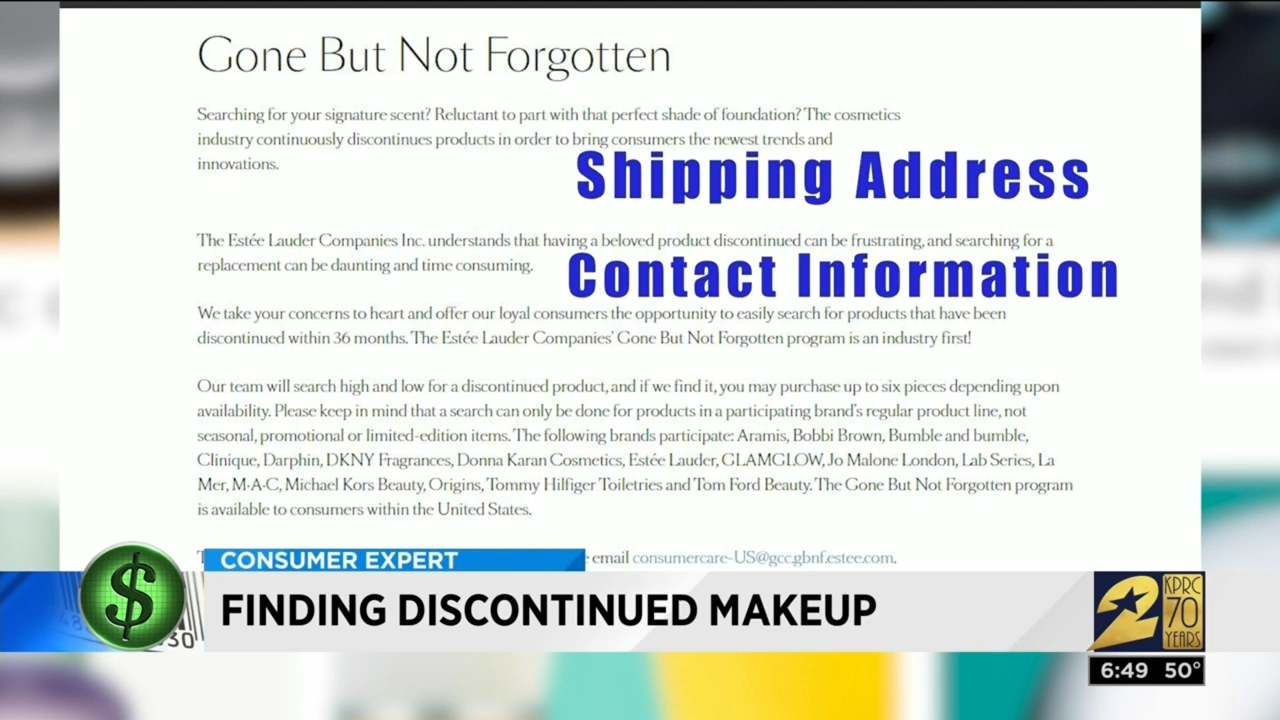 Gone But Not Forgotten
Searching for your signature scent? Reluctant to part with that perfect shade of foundation? The cosmetics
industry continuously discontinues products in order to bring consumers the newest trends and
innovations.
Shipping Address
The Estée Lauder Companies Inc. understands that having a beloved product discontinued can be frustrating, and searching for a
replacement can be daunting and time consuming.
Contact Information
We take your concerns to heart and offer our loyal consumers the opportunity to easily search for products that have been
discontinued within 36 months. The Estée Lauder Companies' Gone But Not Forgotten program is an industry first!
Our team will search high and low for a discontinued product, and if we find it, you may purchase up to six pieces depending upon
availability. Please keep in mind that a search can only be done for products in a participating brand's regular product line, not
seasonal, promotional or limited-edition items. The following brands participate: Aramis, Bobbi Brown, Bumble and bumble,
Clinique, Darphin, DKNY Fragrances, Donna Karan Cosmetics, Estée Lauder, GLAMGLOW, Jo Malone London, Lab Series, La
Mer, M·A·C, Michael Kors Beauty, Origins, Tommy Hilfiger Toiletries and Tom Ford Beauty. The Gone But Not Forgotten program
is available to consumers within the United States.
email consumercare-US@gcc.gbnf.estee.com.
CONSUMER EXPERT
$
FINDING DISCONTINUED MAKEUP
2
KPRC
70
YEARS
6:49 50°